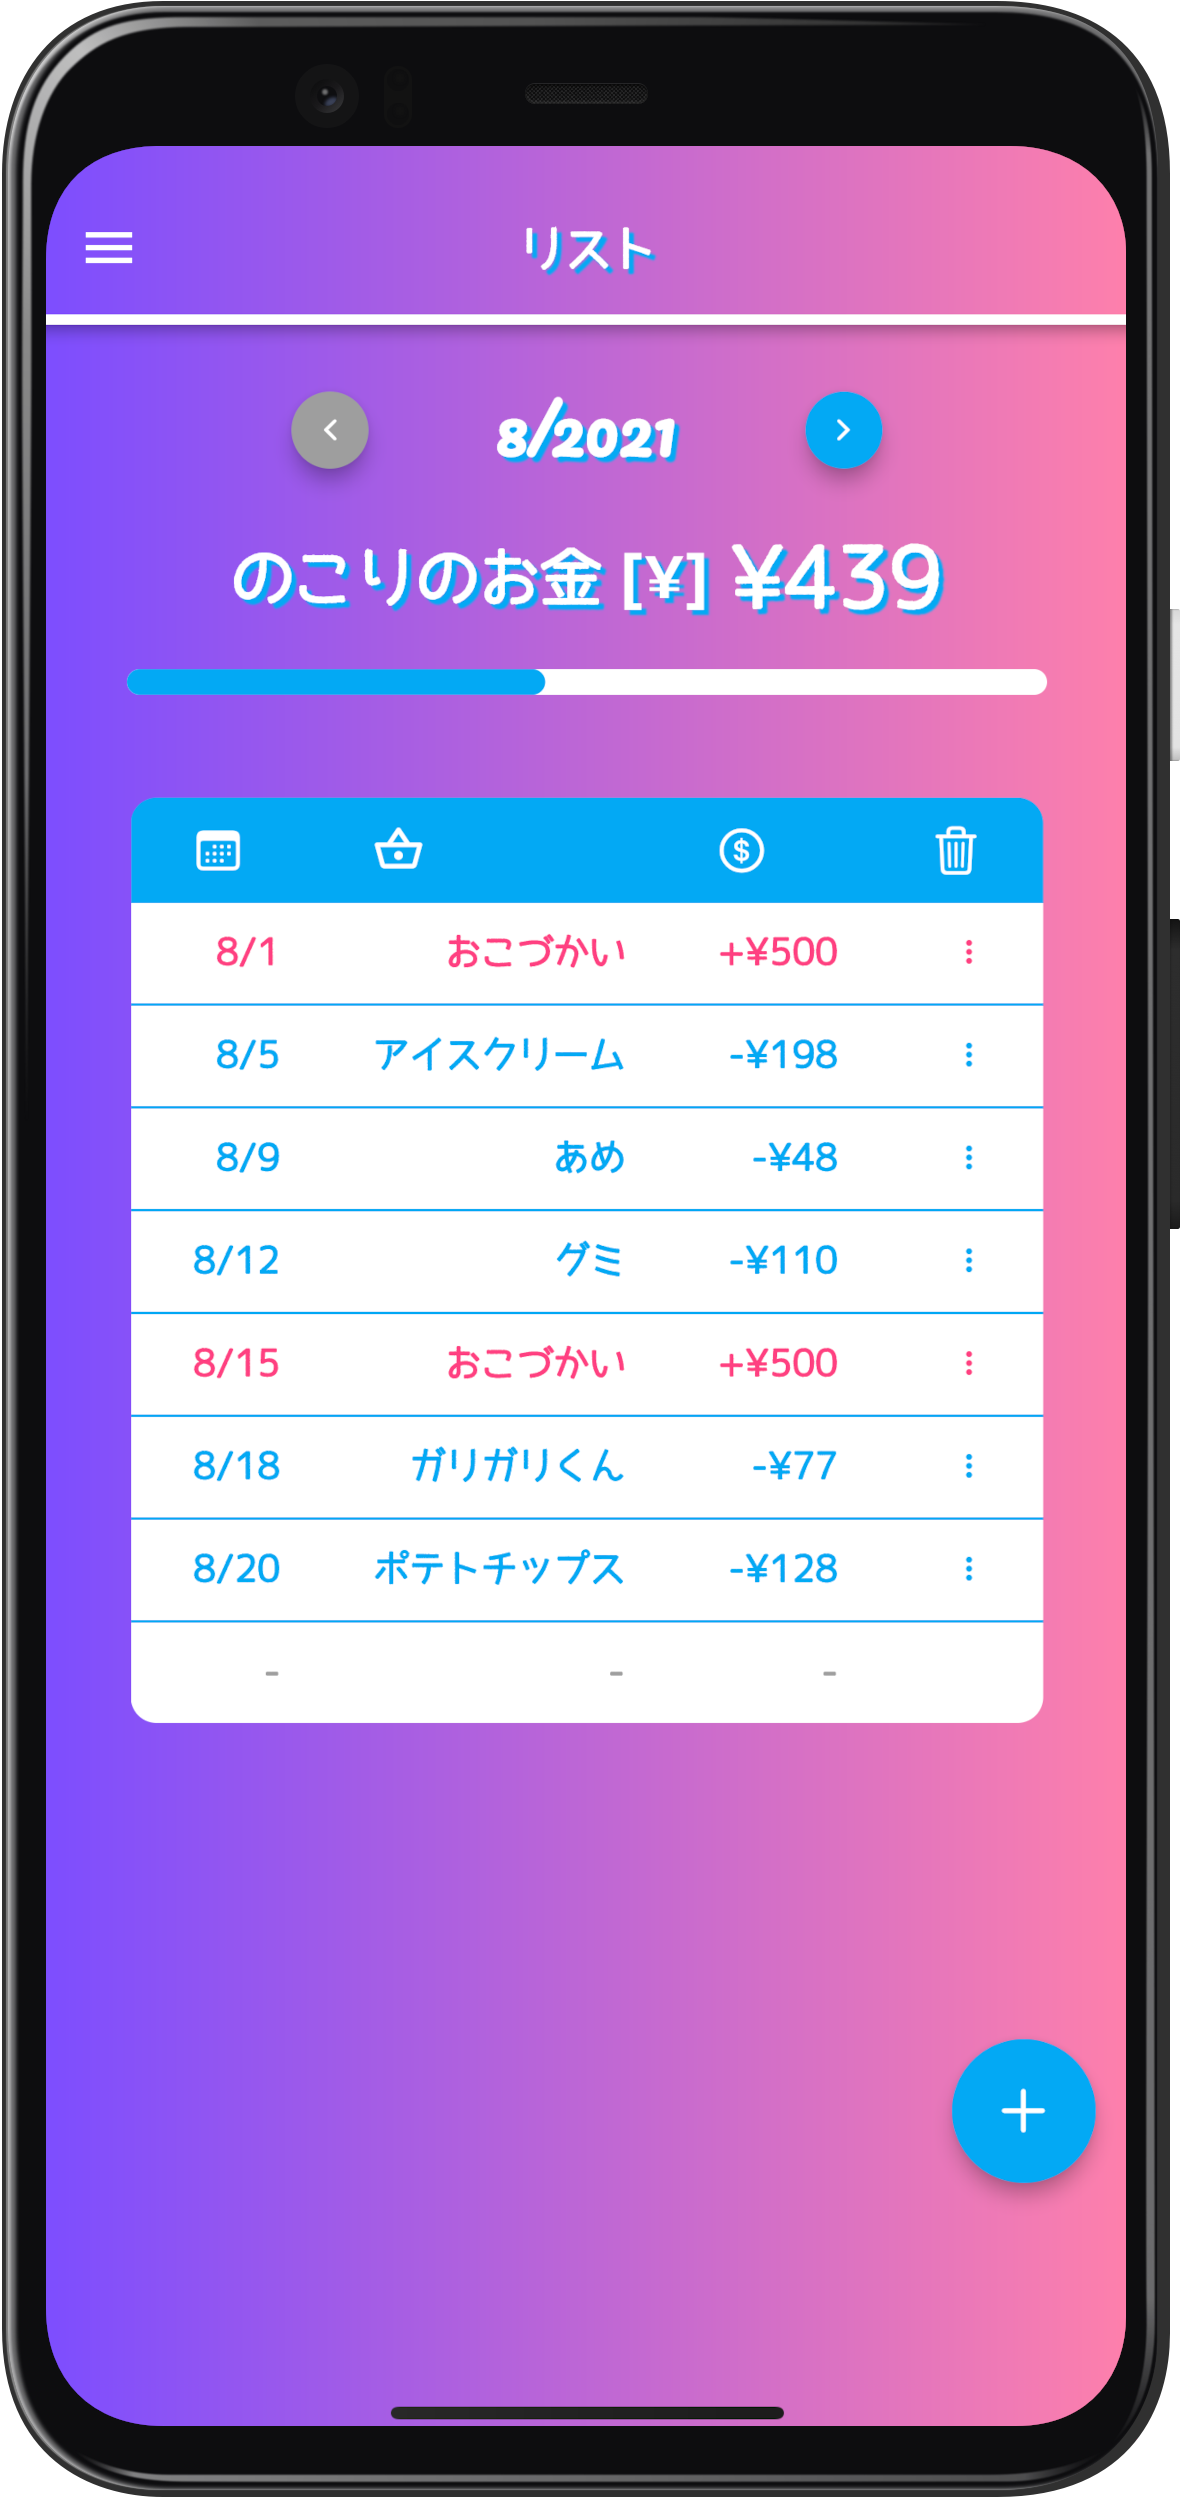 リスト
8/2021
のこりのお金 [¥] ¥439
8/1 おこづかい +¥500
8/5 アイスクリーム -¥198
8/9 あめ -¥48
8/12 グミ -¥110
8/15 おこづかい +¥500
8/18 ガリガリくん -¥77
8/20 ポテトチップス -¥128
- - -